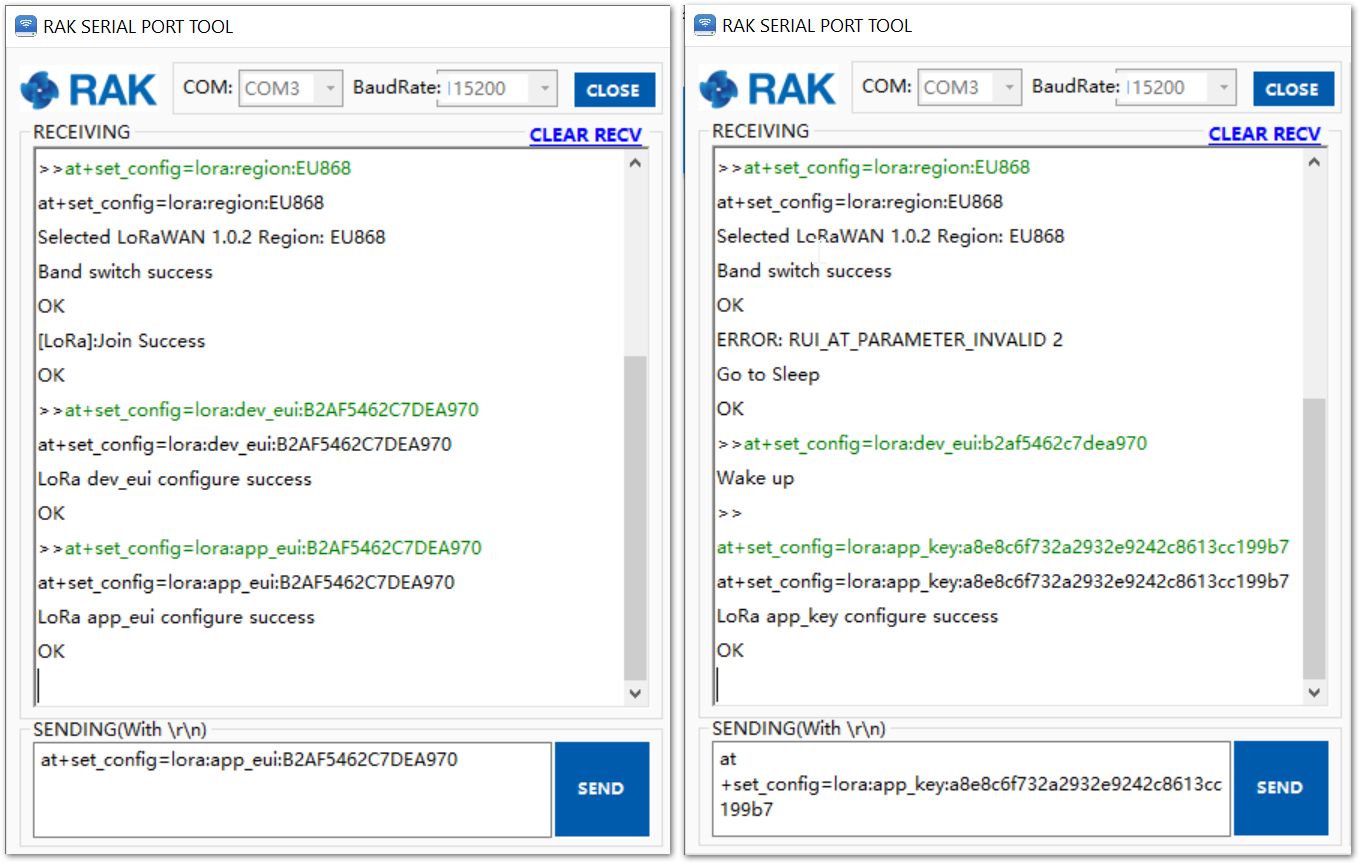 RAK SERIAL PORT TOOL
RAK
COM: COM3 BaudRate: 115200 CLOSE
RECEIVING
CLEAR RECV
>>at+set_config=lora:region:EU868
at+set_config=lora:region:EU868
Selected LoRaWAN 1.0.2 Region: EU868
Band switch success
OK
[LoRa]:Join Success
OK
>>at+set_config=lora:dev_eui:B2AF5462C7DEA970
at+set_config=lora:dev_eui:B2AF5462C7DEA970
LoRa dev_eui configure success
OK
>>at+set_config=lora:app_eui:B2AF5462C7DEA970
at+set_config=lora:app_eui:B2AF5462C7DEA970
LoRa app_eui configure success
OK
SENDING(With \r\n)
at+set_config=lora:app_eui:B2AF5462C7DEA970
SEND
RAK SERIAL PORT TOOL
RAK
COM: COM3 BaudRate: 115200 CLOSE
RECEIVING
CLEAR RECV
>>at+set_config=lora:region:EU868
at+set_config=lora:region:EU868
Selected LoRaWAN 1.0.2 Region: EU868
Band switch success
OK
ERROR: RUI_AT_PARAMETER_INVALID 2
Go to Sleep
OK
>>at+set_config=lora:dev_eui:b2af5462c7dea970
Wake up
>>
at+set_config=lora:app_key:a8e8c6f732a2932e9242c8613cc199b7
at+set_config=lora:app_key:a8e8c6f732a2932e9242c8613cc199b7
LoRa app_key configure success
OK
SENDING(With \r\n)
at
+set_config=lora:app_key:a8e8c6f732a2932e9242c8613cc
199b7
SEND